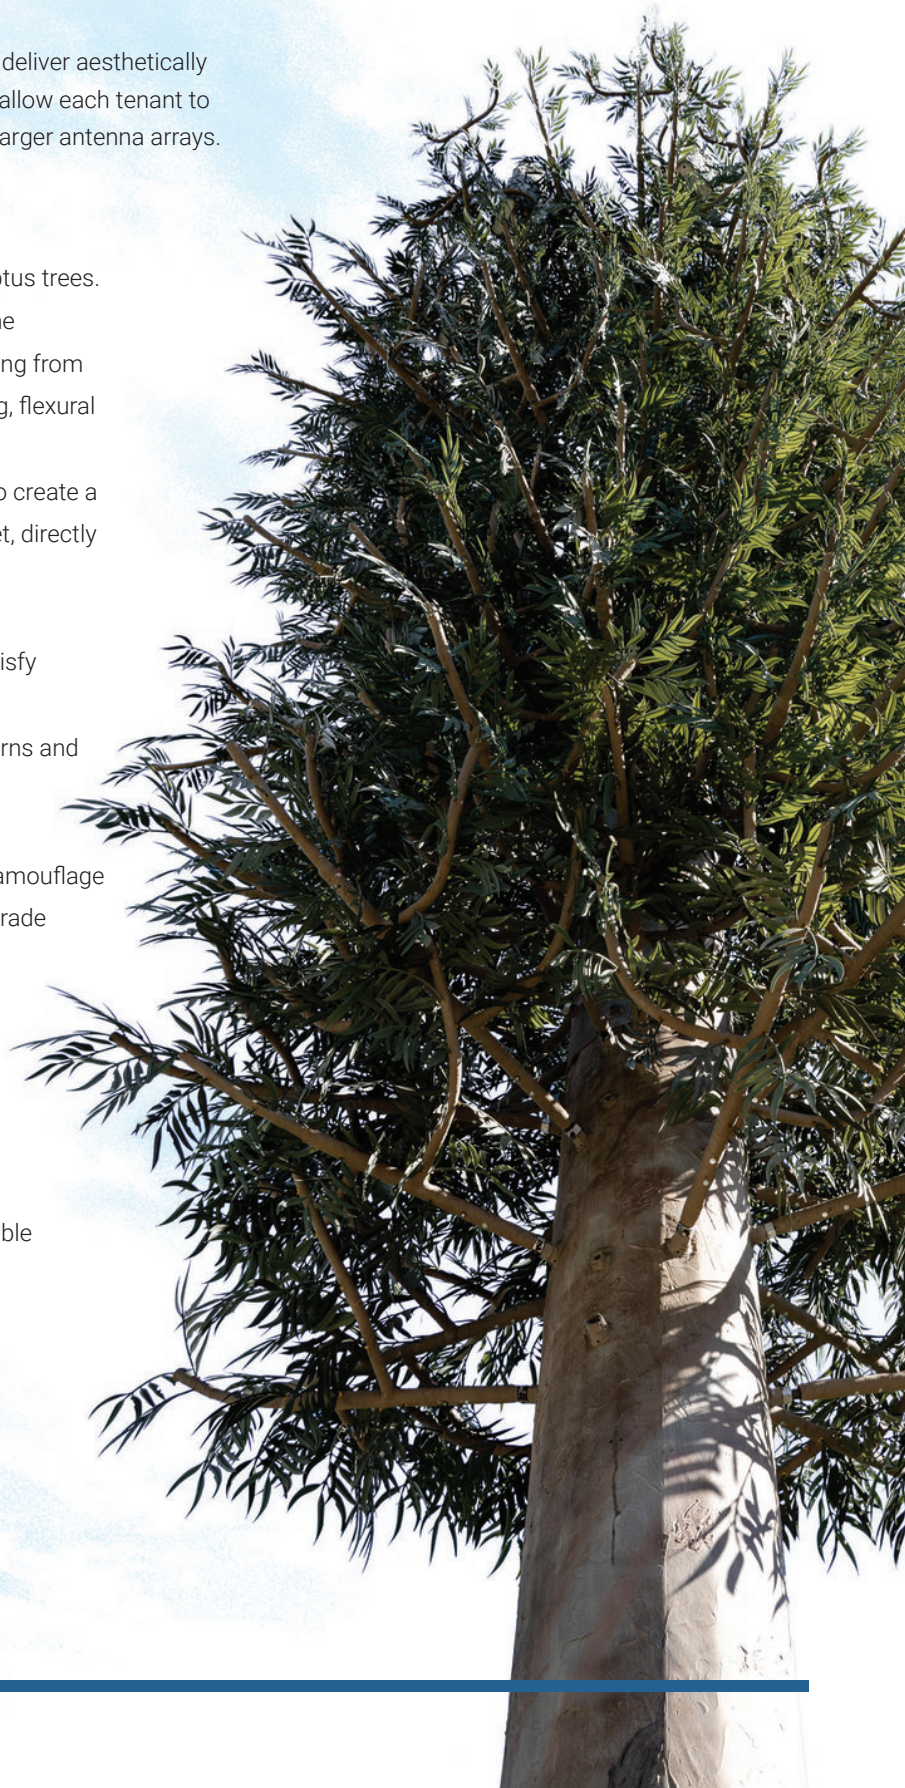 deliver aesthetically
allow each tenant to
arger antenna arrays.
otus trees.
ne
ng from
g, flexural
o create a
et, directly
isfy
rns and
amouflage
rade
ble